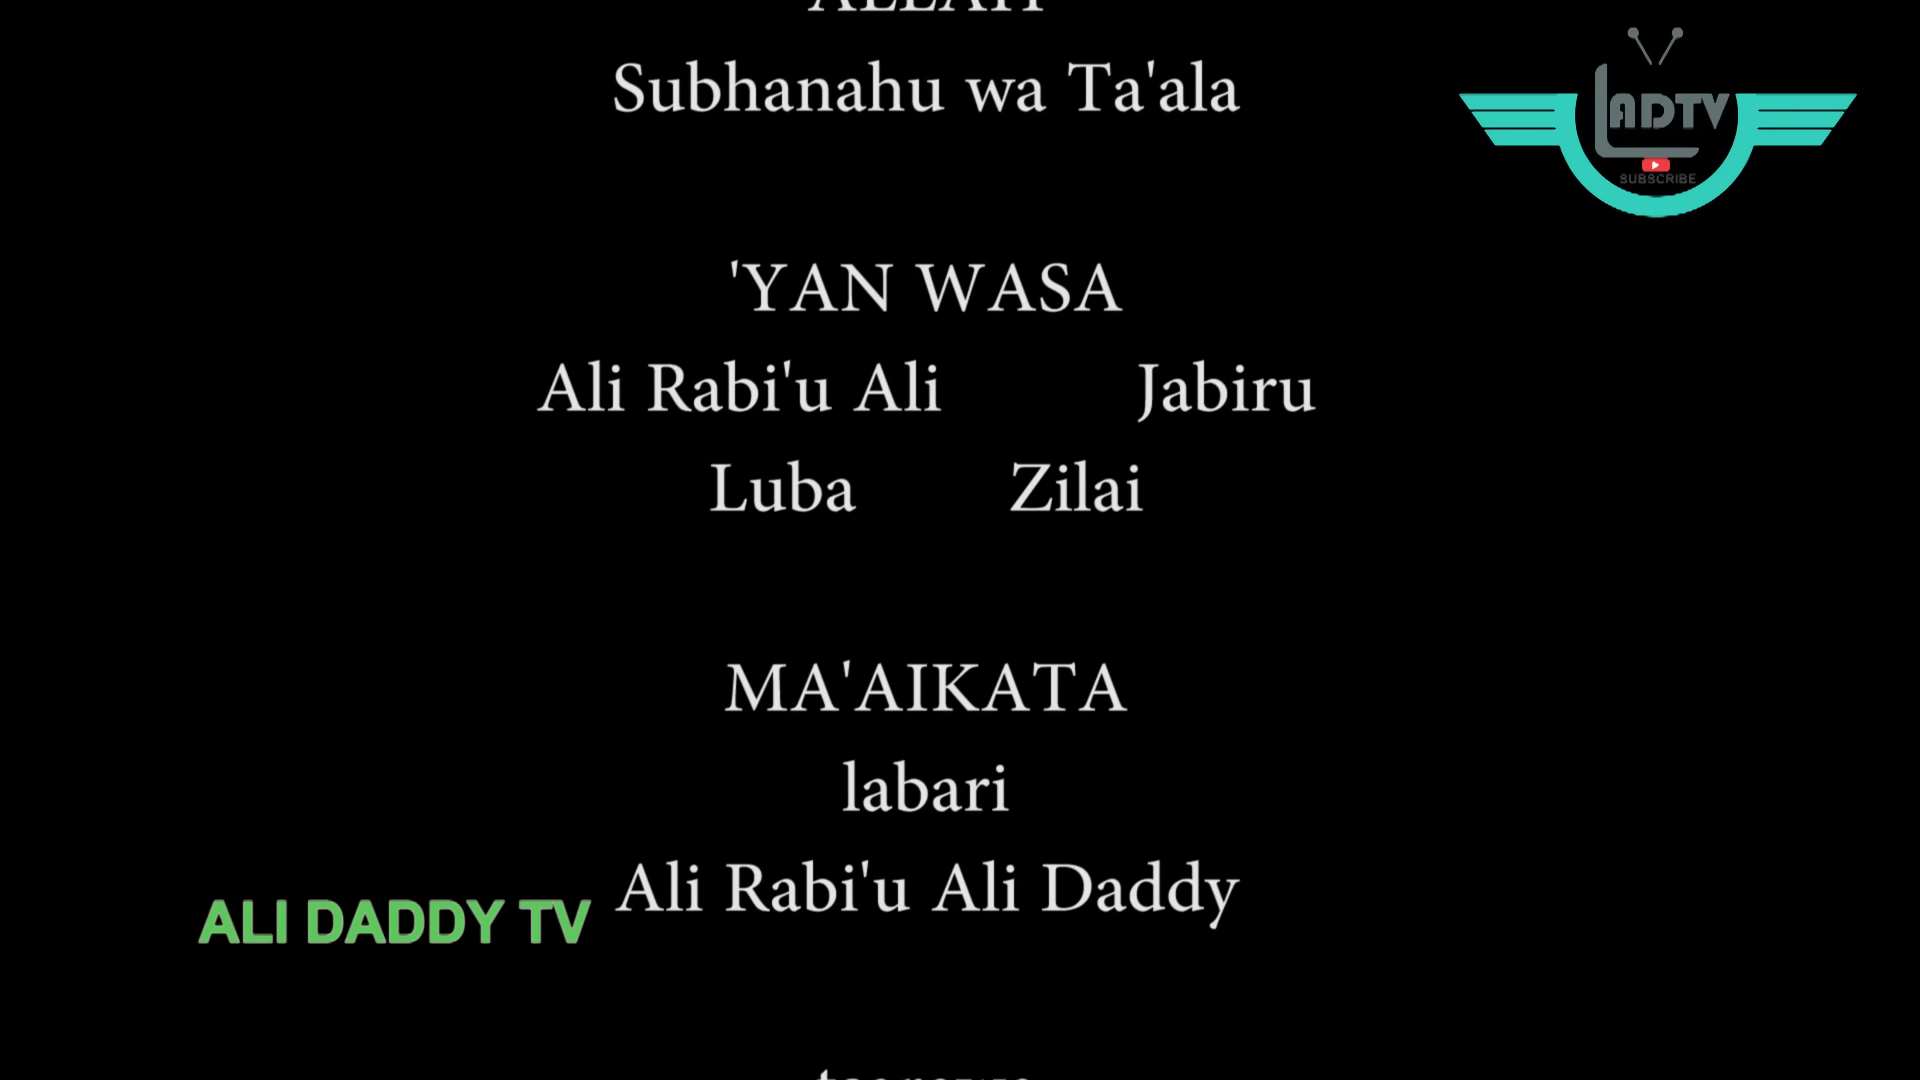 ALLAH
Subhanahu wa Ta'ala
ADTV
SUBSCRIBE
'YAN WASA
Ali Rabi'u Ali Jabiru
Luba Zilai
MA'AIKATA
labari
Ali Rabi'u Ali Daddy
ALI DADDY TV